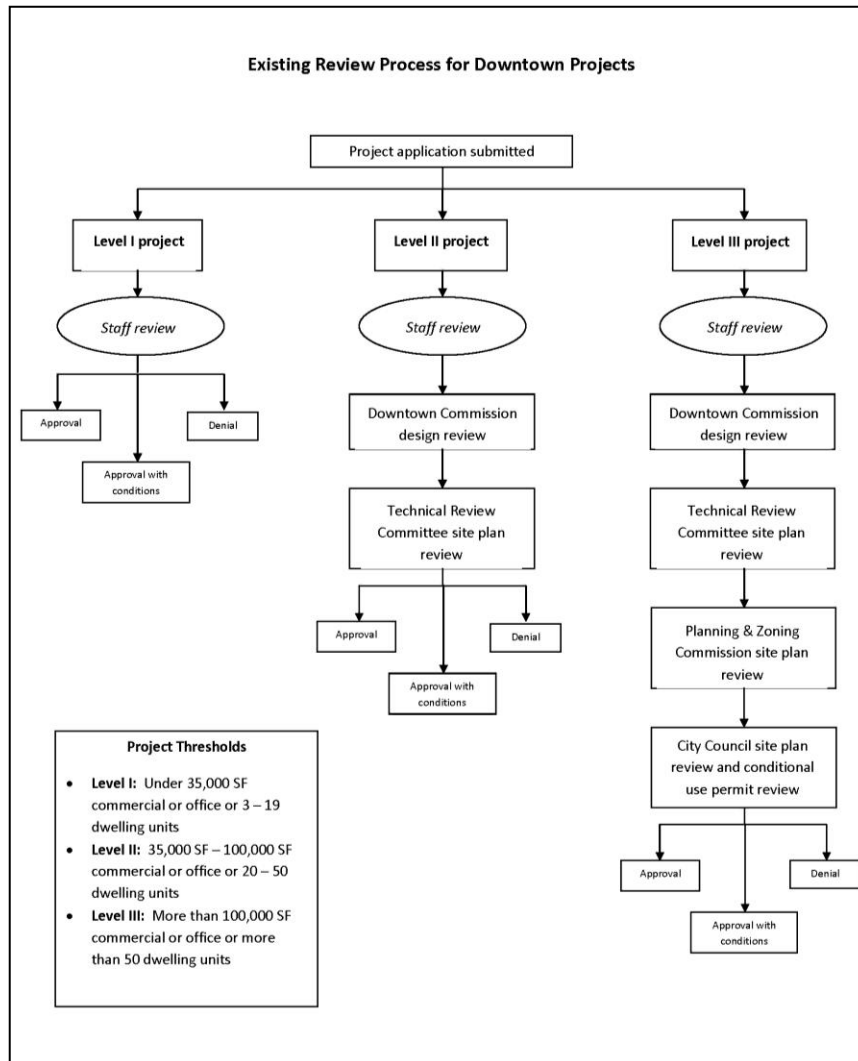 Existing Review Process for Downtown Projects
Project application submitted
Level I project
Level II project
Level III project
Staff review
Staff review
Staff review
Approval
Denial
Approval with
conditions
Downtown Commission
design review
Downtown Commission
design review
Technical Review
Committee site plan
review
Technical Review
Committee site plan
review
Approval
Denial
Approval with
conditions
Planning & Zoning
Commission site plan
review
City Council site plan
review and conditional
use permit review
Approval
Denial
Approval with
conditions
Project Thresholds
• Level I: Under 35,000 SF
commercial or office or 3 – 19
dwelling units
• Level II: 35,000 SF – 100,000 SF
commercial or office or 20 – 50
dwelling units
• Level III: More than 100,000 SF
commercial or office or more
than 50 dwelling units